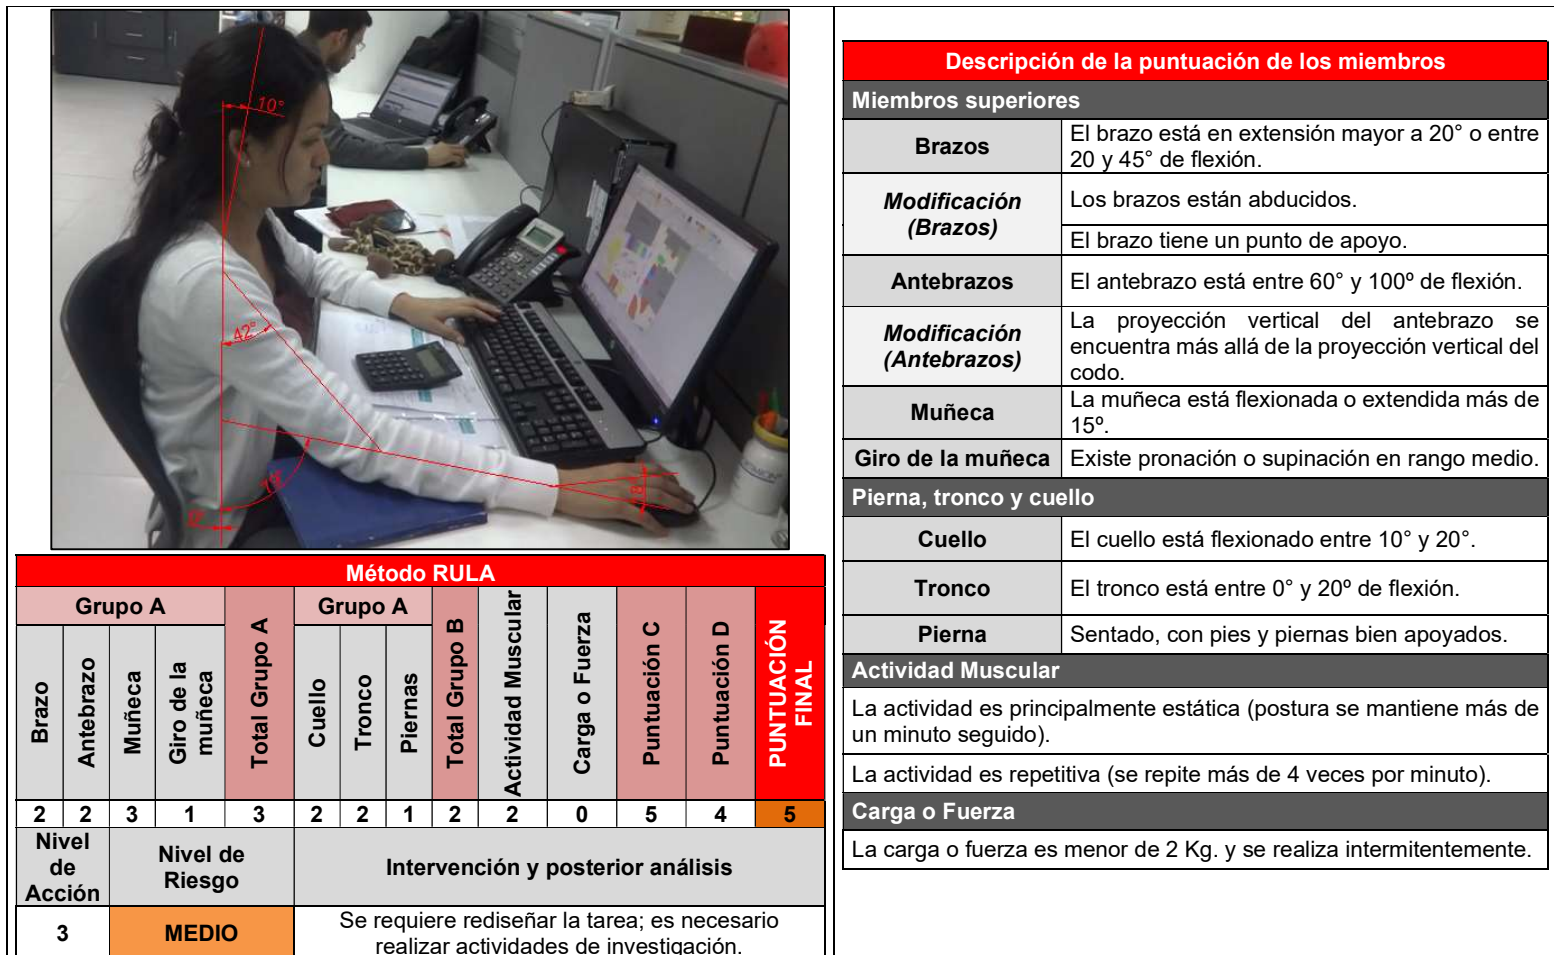 10°
42°
79°
0°
18°
Método RULA
Grupo A
Grupo A
Brazo
Antebrazo
Muñeca
Giro de la
muñeca
Total Grupo A
Cuello
Tronco
Piernas
Total Grupo B
Actividad Muscular
Carga o Fuerza
Puntuación C
Puntuación D
PUNTUACIÓN
FINAL
2 2 3 1 3 2 2 1 2 2 0 5 4 5
Nivel
de
Acción
Nivel de
Riesgo
Intervención y posterior análisis
3
MEDIO
Se requiere rediseñar la tarea; es necesario
realizar actividades de investigación.
Descripción de la puntuación de los miembros
Miembros superiores
Brazos
El brazo está en extensión mayor a 20° o entre
20 y 45° de flexión.
Modificación
(Brazos)
Los brazos están abducidos.
El brazo tiene un punto de apoyo.
Antebrazos
El antebrazo está entre 60° y 100º de flexión.
Modificación
(Antebrazos)
La proyección vertical del antebrazo se
encuentra más allá de la proyección vertical del
codo.
Muñeca
La muñeca está flexionada o extendida más de
15º.
Giro de la muñeca
Existe pronación o supinación en rango medio.
Pierna, tronco y cuello
Cuello
El cuello está flexionado entre 10° y 20°.
Tronco
El tronco está entre 0° y 20º de flexión.
Pierna
Sentado, con pies y piernas bien apoyados.
Actividad Muscular
La actividad es principalmente estática (postura se mantiene más de
un minuto seguido).
La actividad es repetitiva (se repite más de 4 veces por minuto).
Carga o Fuerza
La carga o fuerza es menor de 2 Kg. y se realiza intermitentemente.